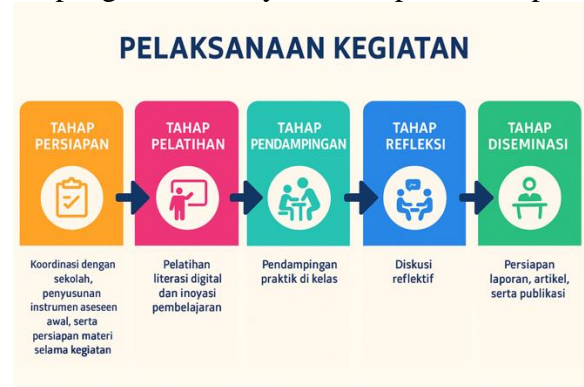 PELAKSANAAN KEGIATAN
TAHAP
PERSIAPAN
Koordinasi dengan
sekolah,
penyusunan
instrumen aseseen
awal, serta
persiapan materi
selama kegiatan
TAHAP
PELATIHAN
Pelatihan
literasi digital
dan inoyasi
pembelajaran
TAHAP
PENDAMPINGAN
Pendampingan
praktik di kelas
TAHAP
REFLEKSI
Diskusi
reflektif
TAHAP
DISEMINASI
Persiapan
laporan, artikel,
serta publikasi